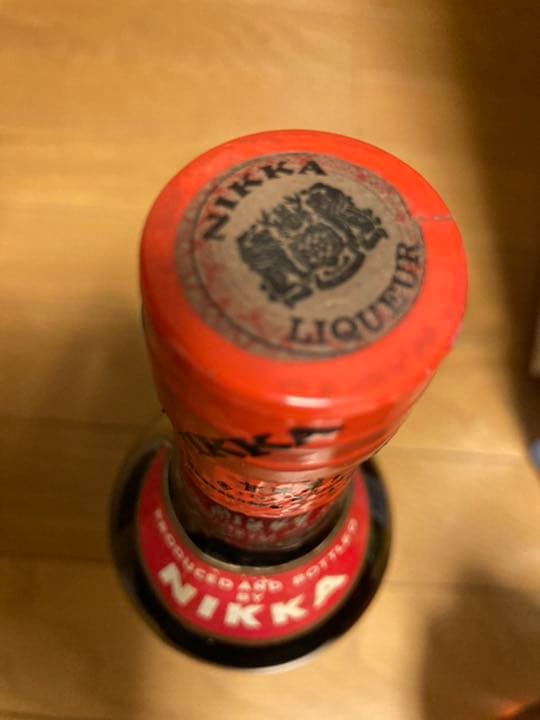 NIKKA
LIQUEUR
NIKKA
PRODUCED AND BOTTLED
BY
NIKKA